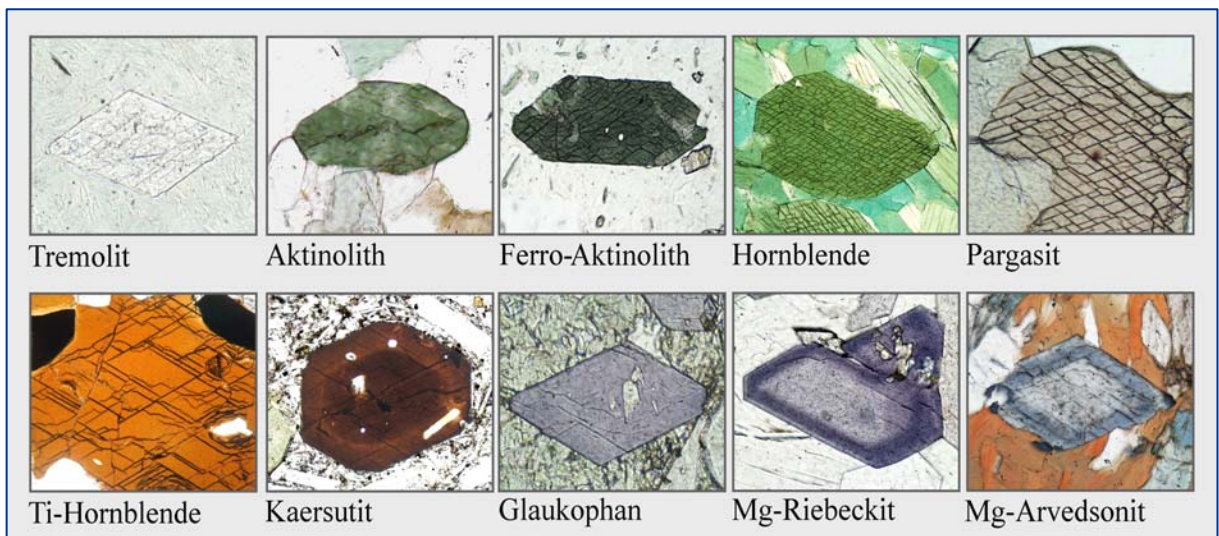 Tremolit Aktinolith Ferro-Aktinolith Hornblende Pargasit
Ti-Hornblende Kaersutit Glaukophan Mg-Riebeckit Mg-Arvedsonit